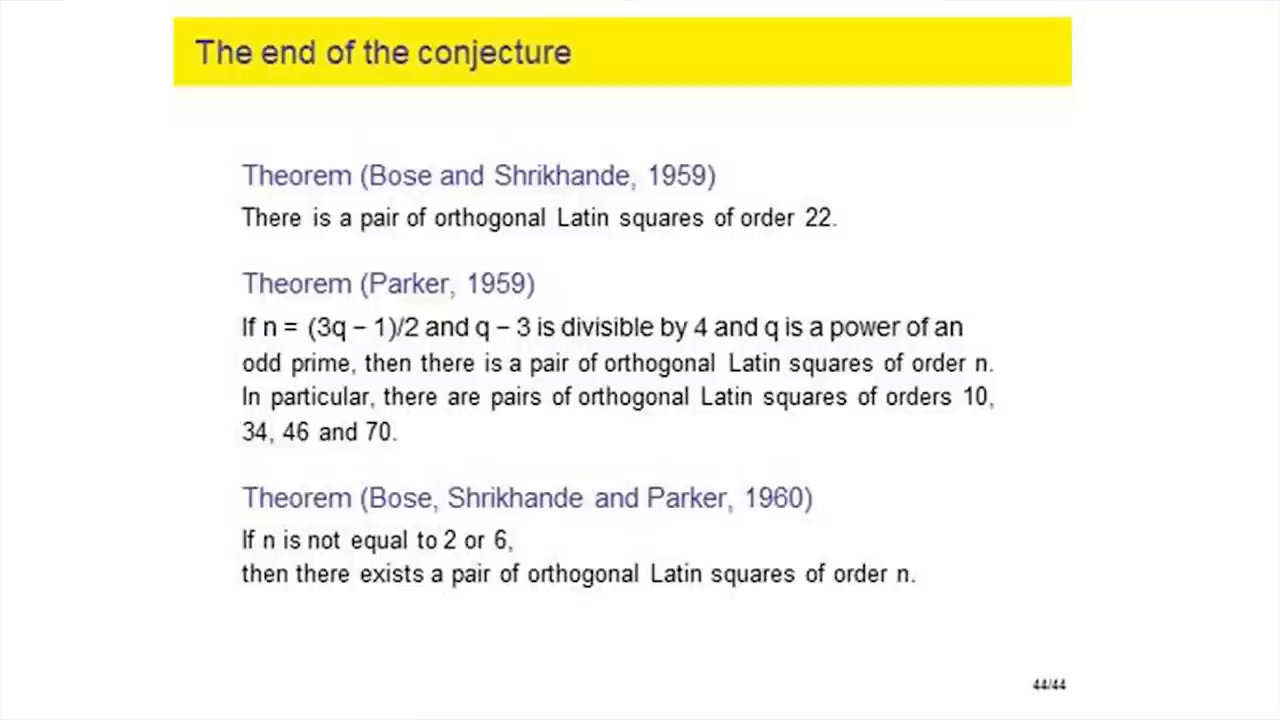 The end of the conjecture
Theorem (Bose and Shrikhande, 1959)
There is a pair of orthogonal Latin squares of order 22.
Theorem (Parker, 1959)
If n = (3q − 1)/2 and q − 3 is divisible by 4 and q is a power of an
odd prime, then there is a pair of orthogonal Latin squares of order n.
In particular, there are pairs of orthogonal Latin squares of orders 10,
34, 46 and 70.
Theorem (Bose, Shrikhande and Parker, 1960)
If n is not equal to 2 or 6,
then there exists a pair of orthogonal Latin squares of order n.
44/44